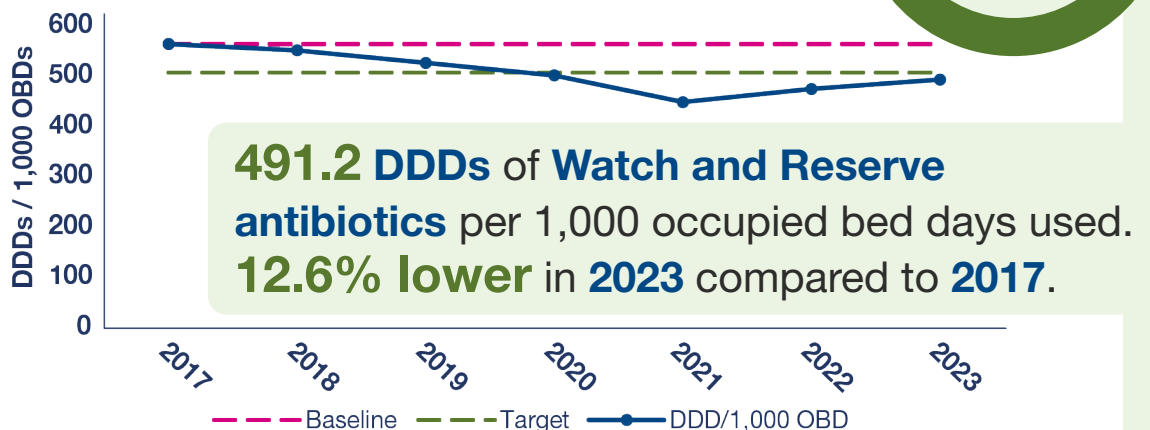 600
500
400
300
200
100
0
DDDs / 1,000 OBDs
491.2 DDDs of Watch and Reserve
antibiotics per 1,000 occupied bed days used.
12.6% lower in 2023 compared to 2017.
2017 2018 2019 2020 2021 2022 2023
Baseline Target DDD/1,000 OBD